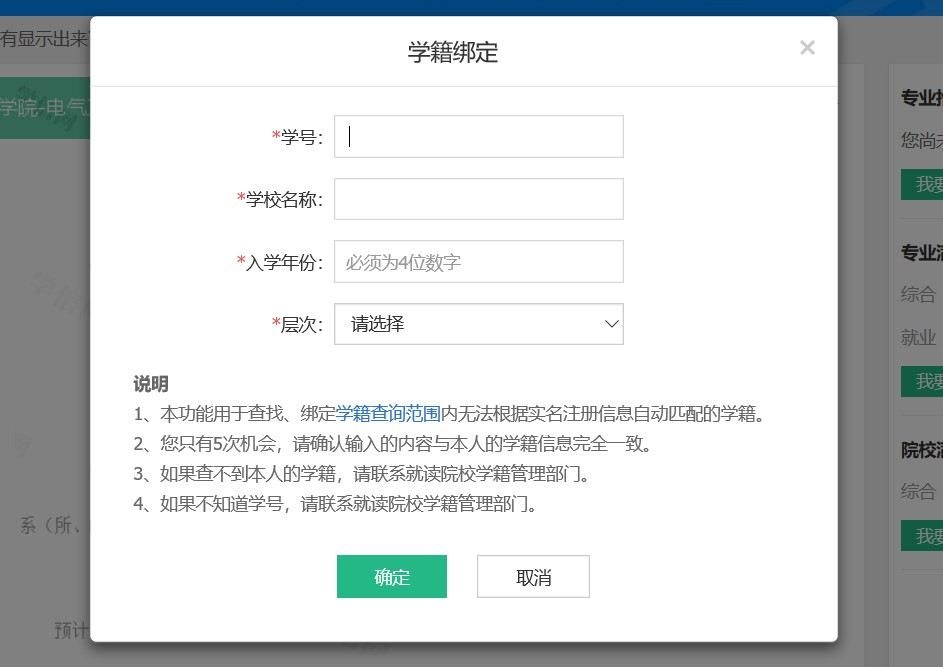 有显示出来
学籍绑定
×
学院-电气
*学号：
*学校名称：
*入学年份：
必须为4位数字
*层次：
请选择
说明
1、本功能用于查找、绑定学籍查询范围内无法根据实名注册信息自动匹配的学籍。
2、您只有5次机会，请确认输入的内容与本人的学籍信息完全一致。
3、如果查不到本人的学籍，请联系就读院校学籍管理部门。
4、如果不知道学号，请联系就读院校学籍管理部门。
确定
取消
系（所、
预计
专业
您尚
我
专业
综合
就业
我
院校
综合
我